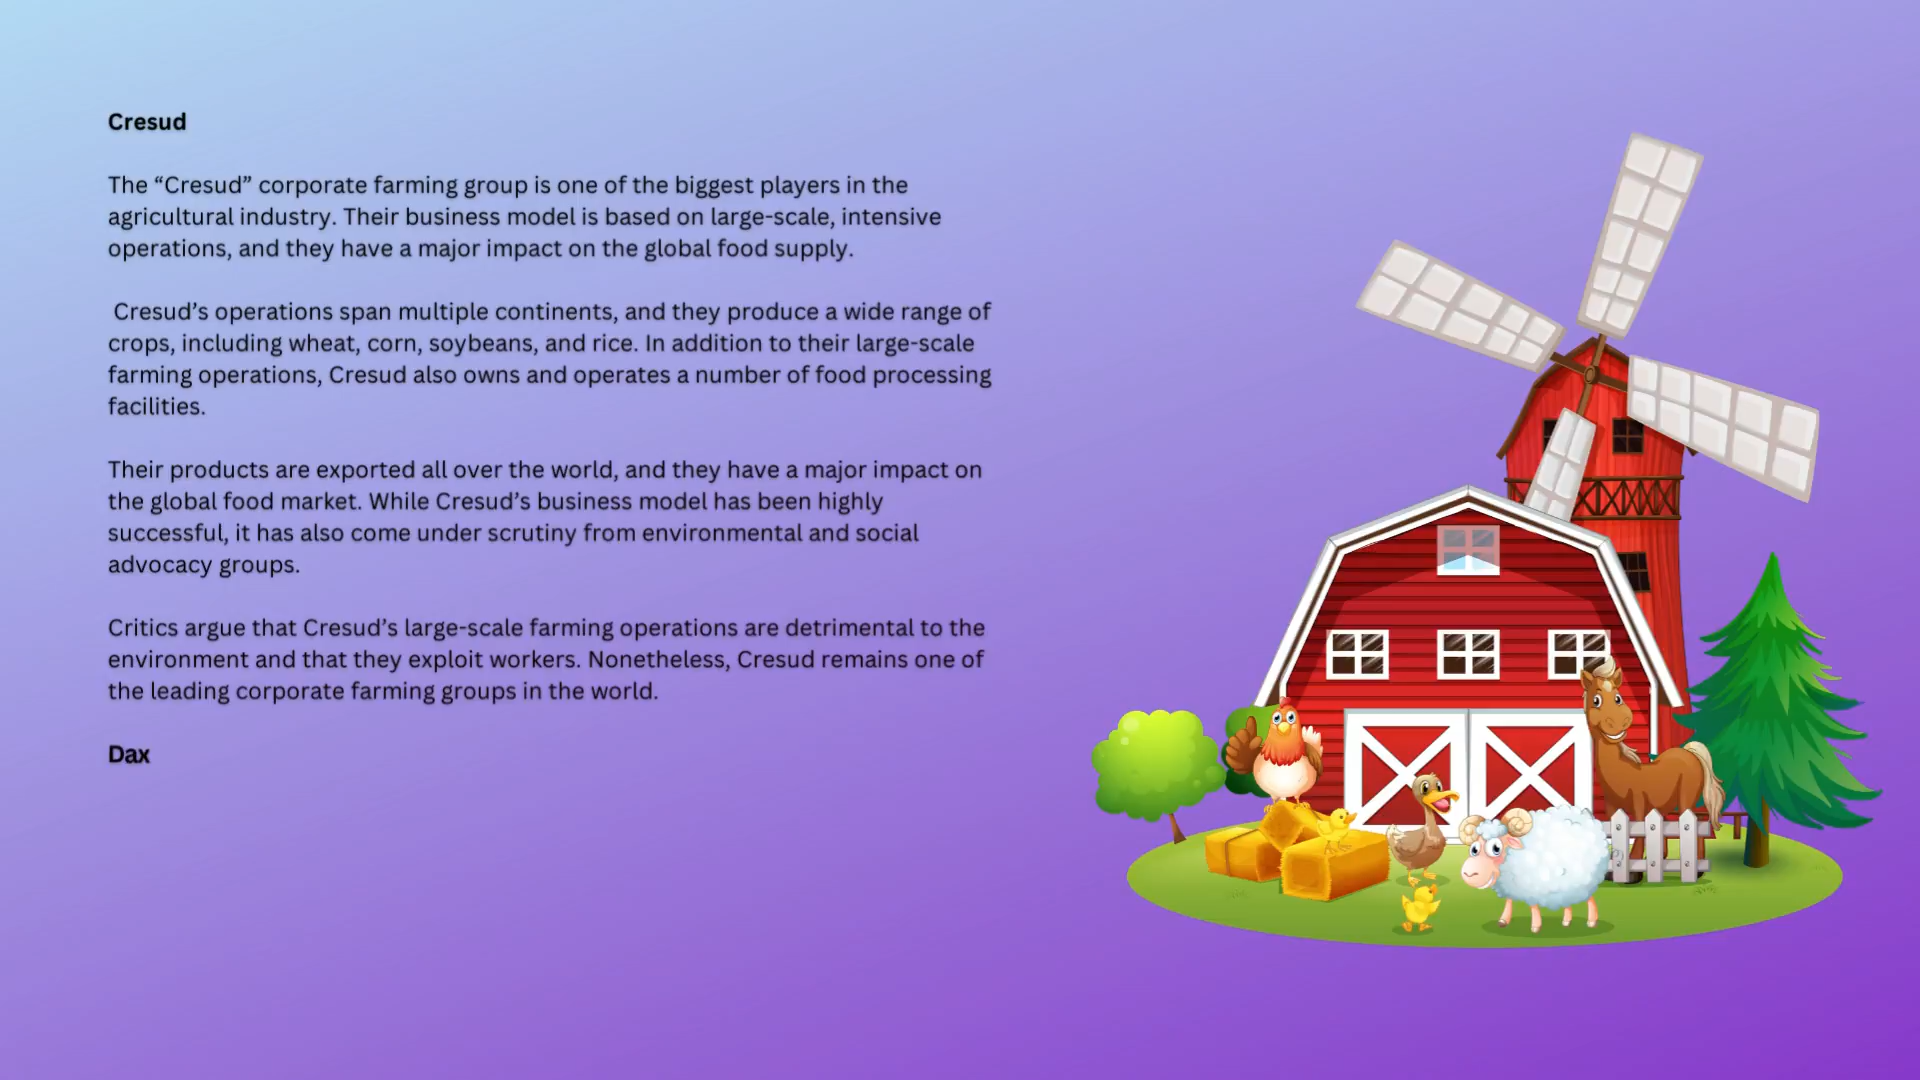 Cresud
The “Cresud” corporate farming group is one of the biggest players in the
agricultural industry. Their business model is based on large-scale, intensive
operations, and they have a major impact on the global food supply.
Cresud’s operations span multiple continents, and they produce a wide range of
crops, including wheat, corn, soybeans, and rice. In addition to their large-scale
farming operations, Cresud also owns and operates a number of food processing
facilities.
Their products are exported all over the world, and they have a major impact on
the global food market. While Cresud’s business model has been highly
successful, it has also come under scrutiny from environmental and social
advocacy groups.
Critics argue that Cresud’s large-scale farming operations are detrimental to the
environment and that they exploit workers. Nonetheless, Cresud remains one of
the leading corporate farming groups in the world.
Dax